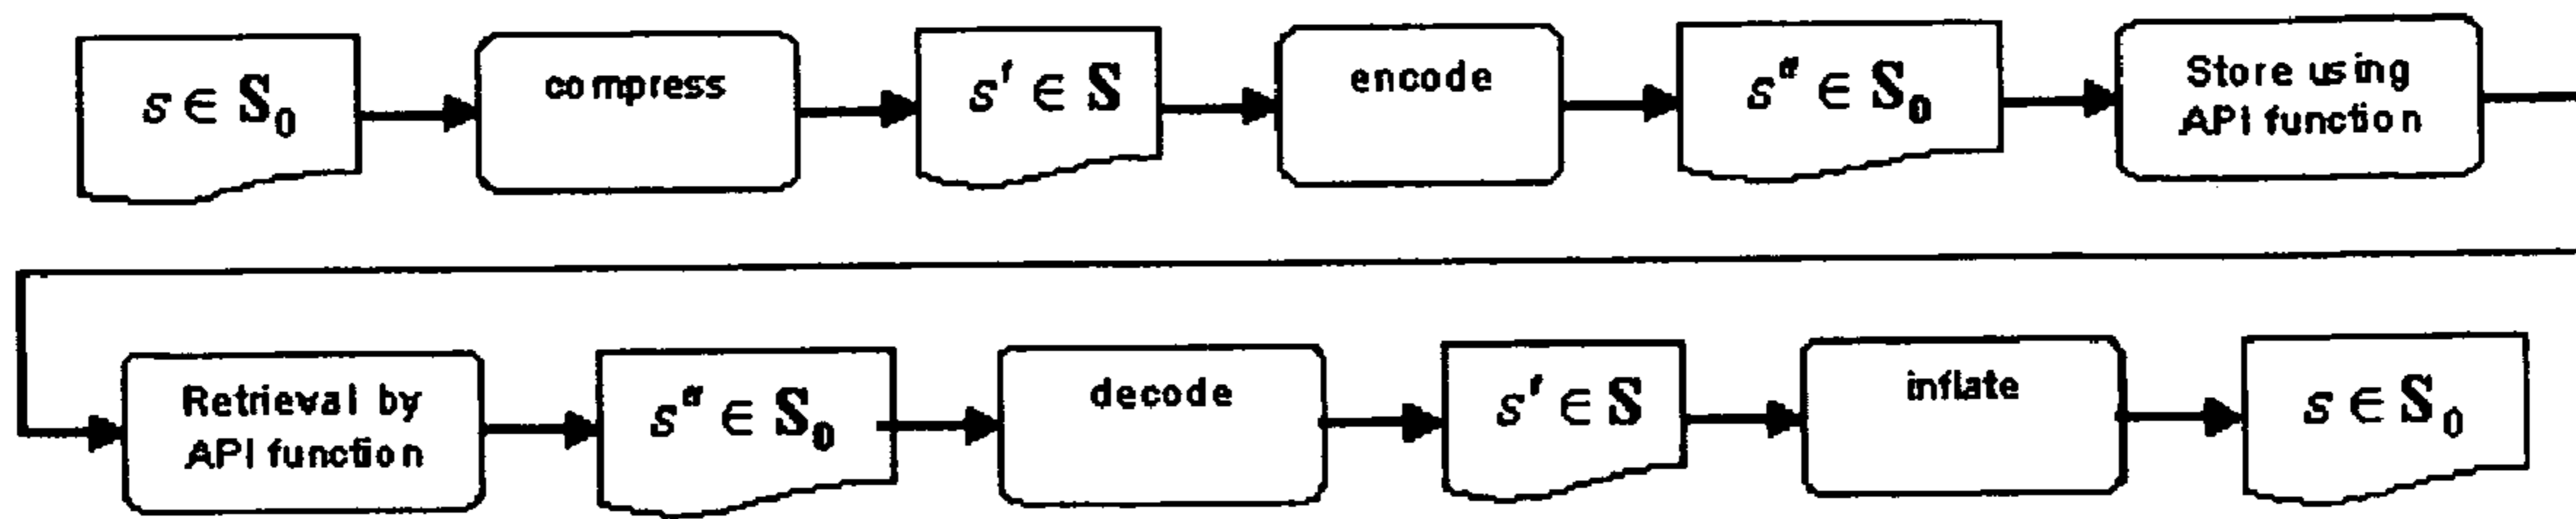 s ∈ S₀
compress
s' ∈ S
encode
s'' ∈ S₀
Store using
API function
Retrieval by
API function
s'' ∈ S₀
decode
s' ∈ S
inflate
s ∈ S₀